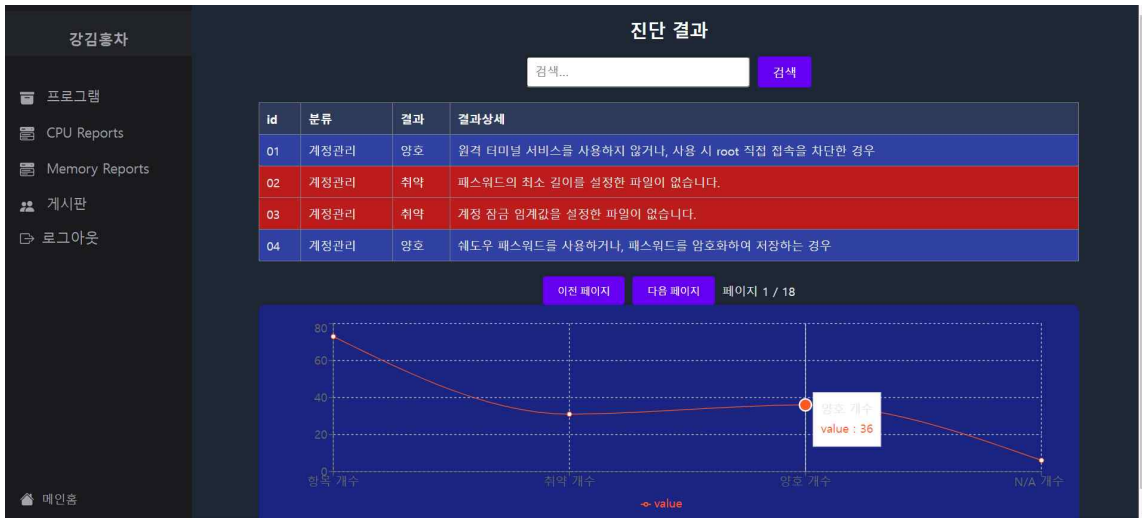 강김홍차
프로그램
CPU Reports
Memory Reports
게시판
로그아웃
메인홈
진단 결과
검색... 검색
id 분류 결과 결과상세
01 계정관리 양호 원격 터미널 서비스를 사용하지 않거나, 사용 시 root 직접 접속을 차단한 경우
02 계정관리 취약 패스워드의 최소 길이를 설정한 파일이 없습니다.
03 계정관리 취약 계정 잠금 임계값을 설정한 파일이 없습니다.
04 계정관리 양호 쉐도우 패스워드를 사용하거나, 패스워드를 암호화하여 저장하는 경우
이전 페이지 다음 페이지 페이지 1 / 18
80
60
40
20
0
양호 개수
value : 36
항목 개수 취약 개수 양호 개수 N/A 개수
value